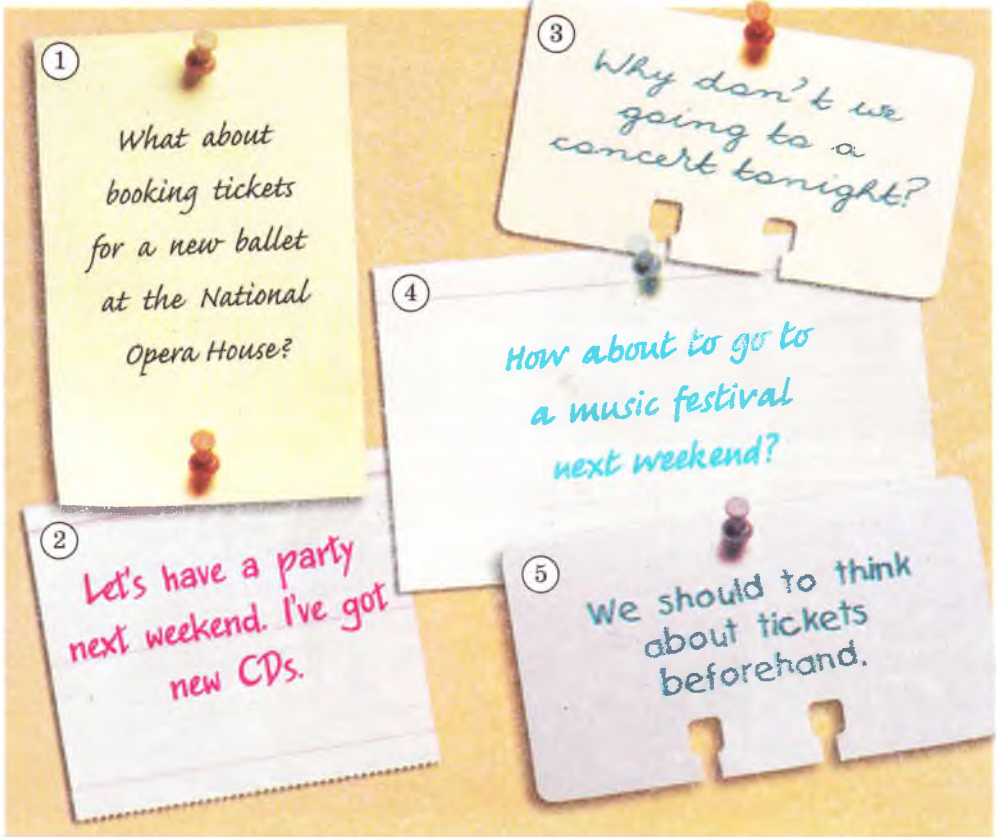 1
What about
booking tickets
for a new ballet
at the National
Opera House?
2
Let's have a party
next weekend. I've got
new CDs.
3
Why don't we
going to a
concert tonight?
4
How about to go to
a music festival
next weekend?
5
We should to think
about tickets
beforehand.